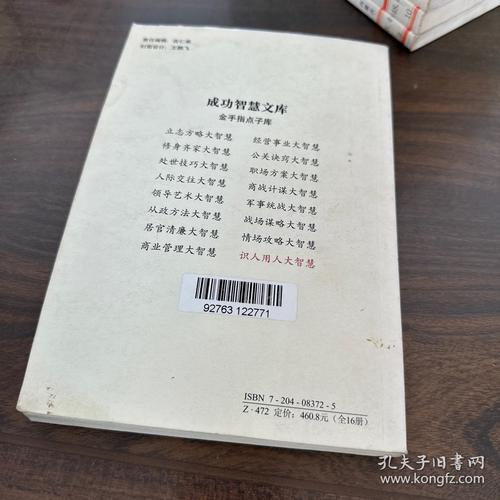 成功智慧文库
金手指点子库
立志方略大智慧
修身齐家大智慧
处世技巧大智慧
人际交往大智慧
领导艺术大智慧
从政方法大智慧
居官清廉大智慧
商业管理大智慧
经营事业大智慧
公关诀窍大智慧
职场方案大智慧
商战计谋大智慧
军事统战大智慧
战场谋略大智慧
情场攻略大智慧
识人用人大智慧
92763 122771
ISBN 7 - 204 - 08372 - 5
Z · 472 定价：460.8元（全16册）
孔夫子旧书网
www.kongfz.com